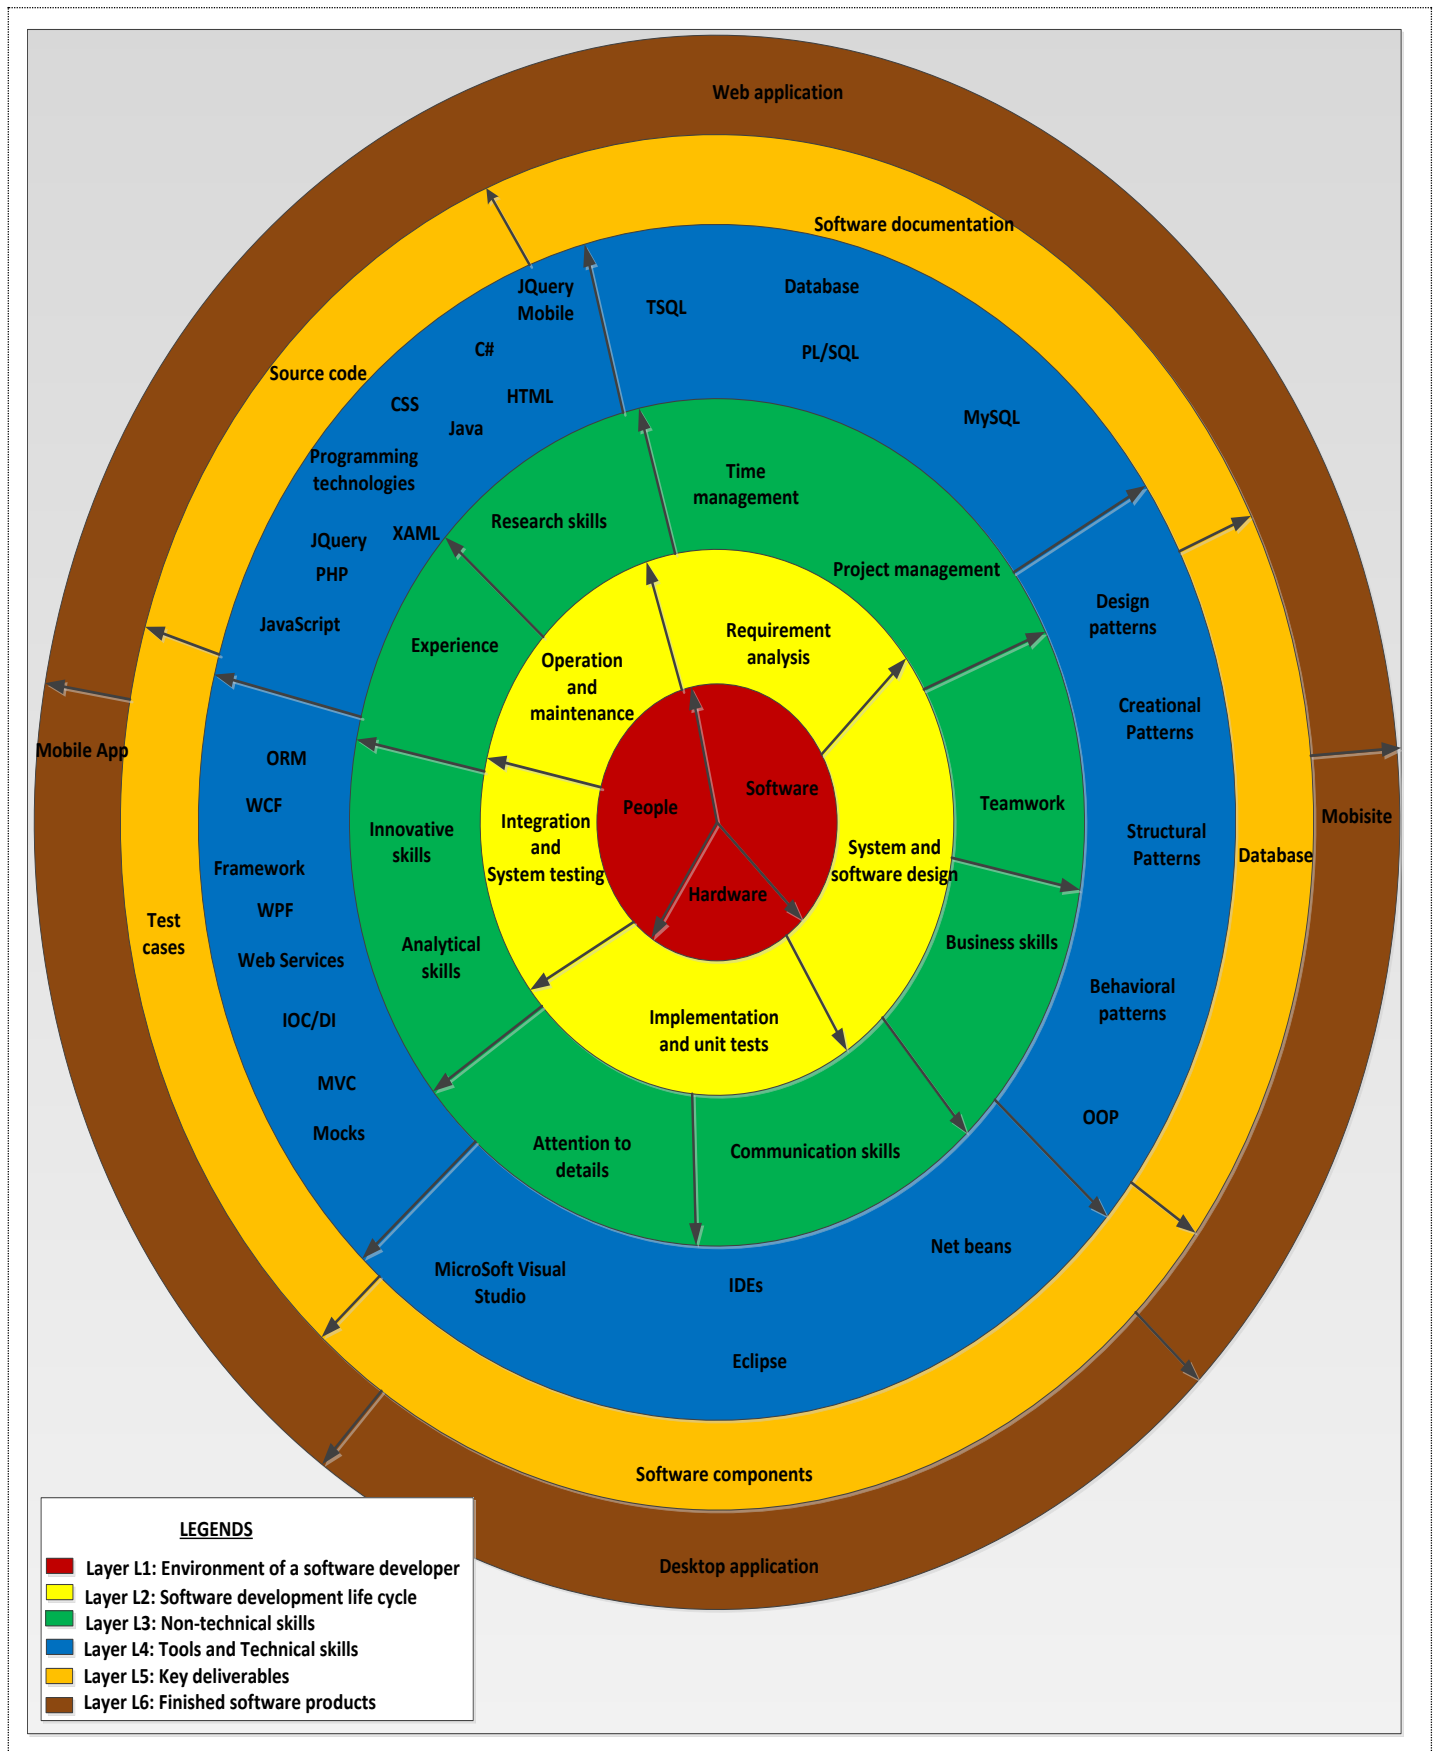 Web application
Software documentation
JQuery
Mobile
TSQL
Database
C#
PL/SQL
Source code
CSS
HTML
Java
MySQL
Programming
technologies
Time
management
Research skills
XAML
JQuery
PHP
Project management
Design
patterns
JavaScript
Experience
Requirement
analysis
Operation
and
maintenance
Creational
Patterns
Mobile App
ORM
WCF
People
Software
Teamwork
Mobisite
Innovative
skills
Integration
and
System testing
System and
software design
Structural
Patterns
Database
Framework
Hardware
WPF
Test
cases
Analytical
skills
Business skills
Web Services
Behavioral
patterns
IOC/DI
Implementation
and unit tests
MVC
Mocks
OOP
Attention to
details
Communication skills
Net beans
MicroSoft Visual
Studio
IDEs
Eclipse
Software components
Desktop application
LEGENDS
Layer L1: Environment of a software developer
Layer L2: Software development life cycle
Layer L3: Non-technical skills
Layer L4: Tools and Technical skills
Layer L5: Key deliverables
Layer L6: Finished software products